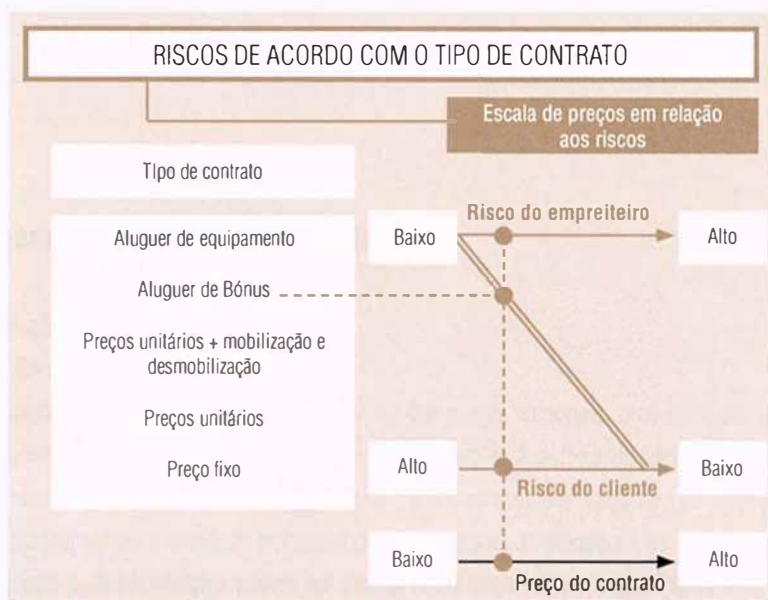 RISCOS DE ACORDO COM O TIPO DE CONTRATO
Escala de preços em relação
aos riscos
TIpo de contrato
Aluguer de equipamento
Aluguer de Bónus
Preços unitários + mobilização e
desmobilização
Preços unitários
Preço fixo
Baixo
Risco do empreiteiro
Alto
Alto
Risco do cliente
Baixo
Baixo
Preço do contrato
Alto